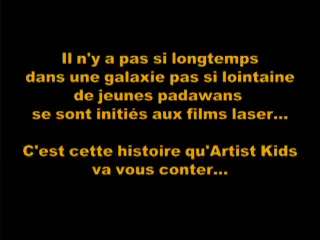 Il n'y a pas si longtemps
dans une galaxie pas si lointaine
de jeunes padawans
se sont initiés aux films laser...
C'est cette histoire qu'Artist Kids
va vous conter...